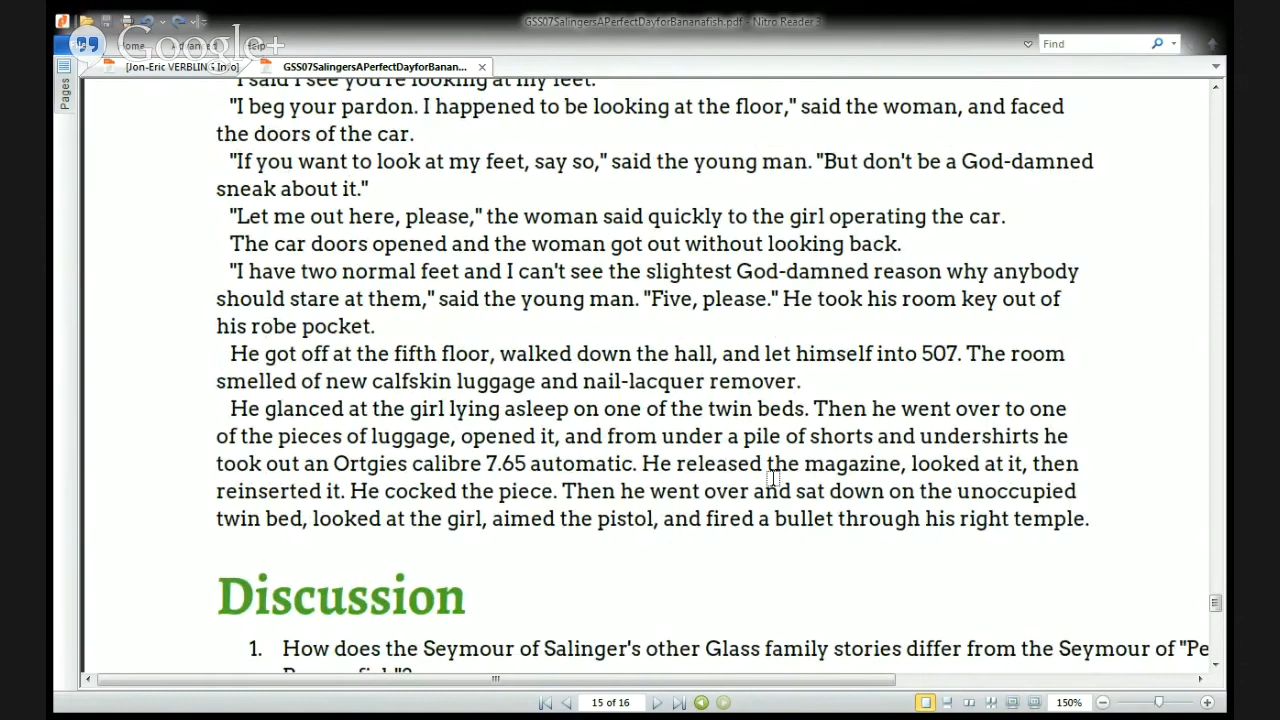 GSS07SalingersAPerfectDayforBananafish.pdf - Nitro Reader 3
Google+
Home Advanced Help
Find
[Jon-Eric VERBLING Info] GSS07SalingersAPerfectDayforBanan...
Pages
"I said I see you're looking at my feet."
"I beg your pardon. I happened to be looking at the floor," said the woman, and faced
the doors of the car.
"If you want to look at my feet, say so," said the young man. "But don't be a God-damned
sneak about it."
"Let me out here, please," the woman said quickly to the girl operating the car.
The car doors opened and the woman got out without looking back.
"I have two normal feet and I can't see the slightest God-damned reason why anybody
should stare at them," said the young man. "Five, please." He took his room key out of
his robe pocket.
He got off at the fifth floor, walked down the hall, and let himself into 507. The room
smelled of new calfskin luggage and nail-lacquer remover.
He glanced at the girl lying asleep on one of the twin beds. Then he went over to one
of the pieces of luggage, opened it, and from under a pile of shorts and undershirts he
took out an Ortgies calibre 7.65 automatic. He released the magazine, looked at it, then
reinserted it. He cocked the piece. Then he went over and sat down on the unoccupied
twin bed, looked at the girl, aimed the pistol, and fired a bullet through his right temple.
Discussion
1. How does the Seymour of Salinger's other Glass family stories differ from the Seymour of "Pe
15 of 16
150%